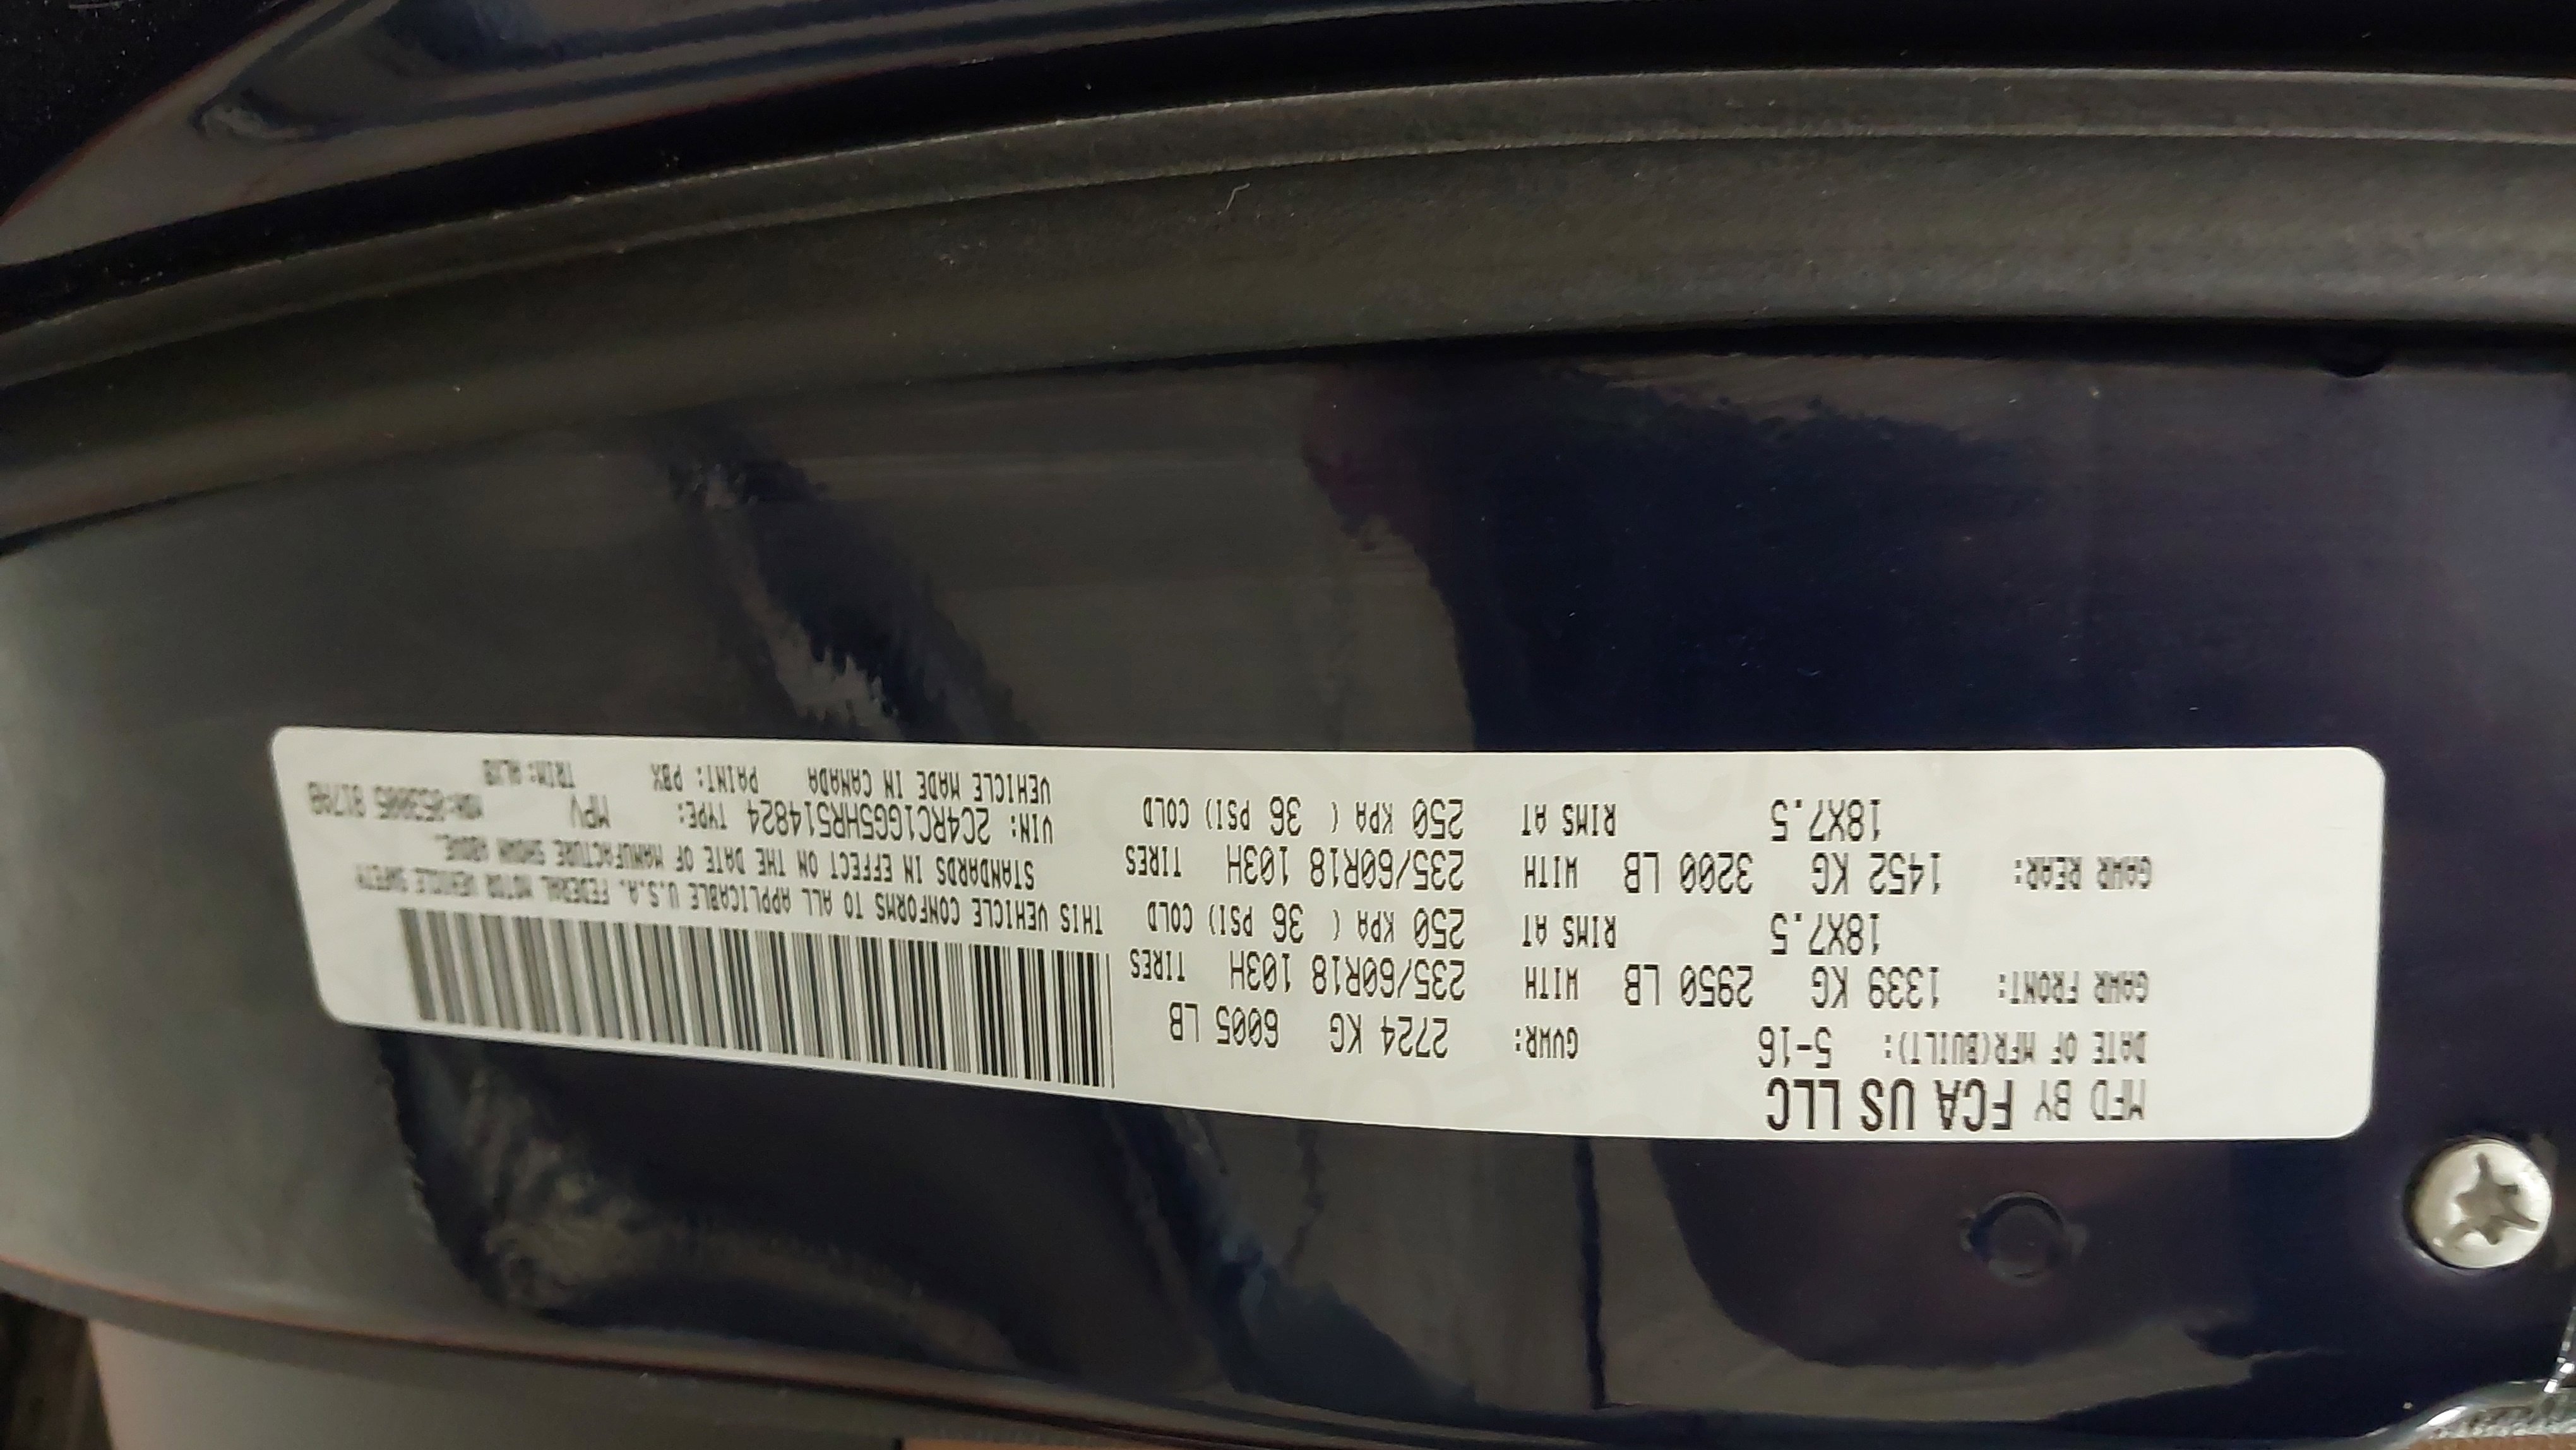 MFD BY FCA US LLC
DATE OF MFR(BUILT): 5-16 GVWR: 2724 KG 6005 LB
GAWR FRONT: 1339 KG 2950 LB WITH 235/60R18 103H TIRES
18X7.5 RIMS AT 250 KPA ( 36 PSI) COLD
GAWR REAR: 1452 KG 3200 LB WITH 235/60R18 103H TIRES
18X7.5 RIMS AT 250 KPA ( 36 PSI) COLD
THIS VEHICLE CONFORMS TO ALL APPLICABLE U.S.A. FEDERAL MOTOR VEHICLE SAFETY
STANDARDS IN EFFECT ON THE DATE OF MANUFACTURE SHOWN ABOVE.
VIN: 2C4RC1GG5HR514824 TYPE: MPV
VEHICLE MADE IN CANADA PAINT: PBX TRIM: